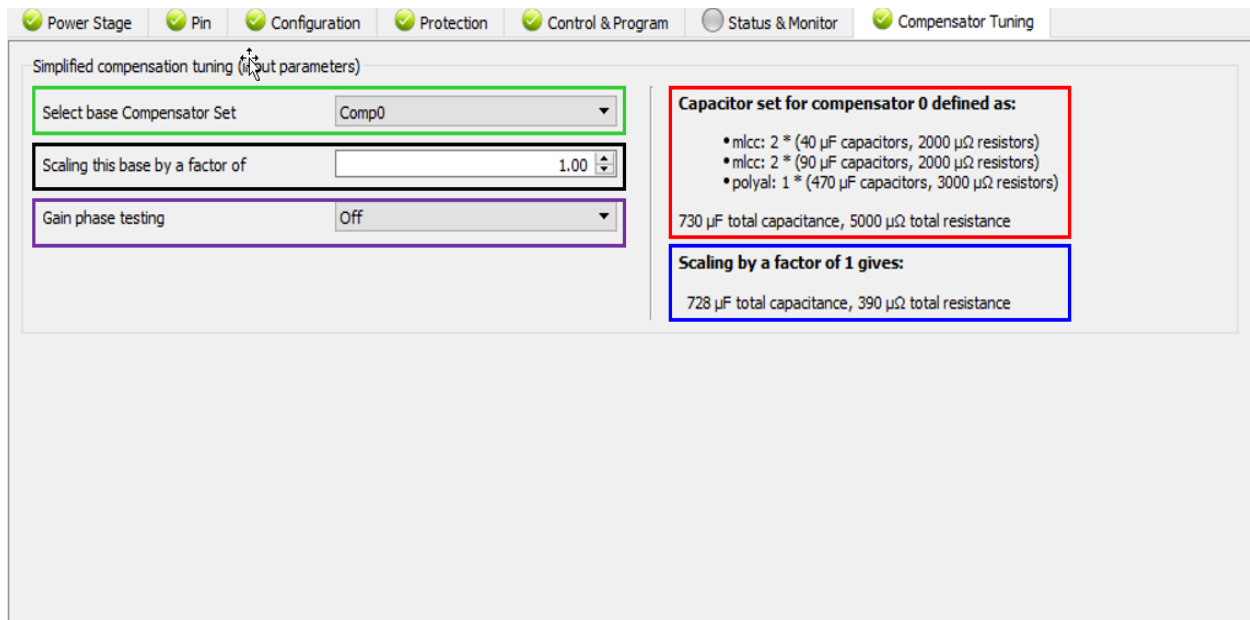 Power Stage
Pin
Configuration
Protection
Control & Program
Status & Monitor
Compensator Tuning
Simplified compensation tuning (input parameters)
Select base Compensator Set
Comp0
Scaling this base by a factor of
1.00
Gain phase testing
Off
Capacitor set for compensator 0 defined as:
•mlcc: 2 * (40 µF capacitors, 2000 µΩ resistors)
•mlcc: 2 * (90 µF capacitors, 2000 µΩ resistors)
•polyal: 1 * (470 µF capacitors, 3000 µΩ resistors)
730 µF total capacitance, 5000 µΩ total resistance
Scaling by a factor of 1 gives:
728 µF total capacitance, 390 µΩ total resistance